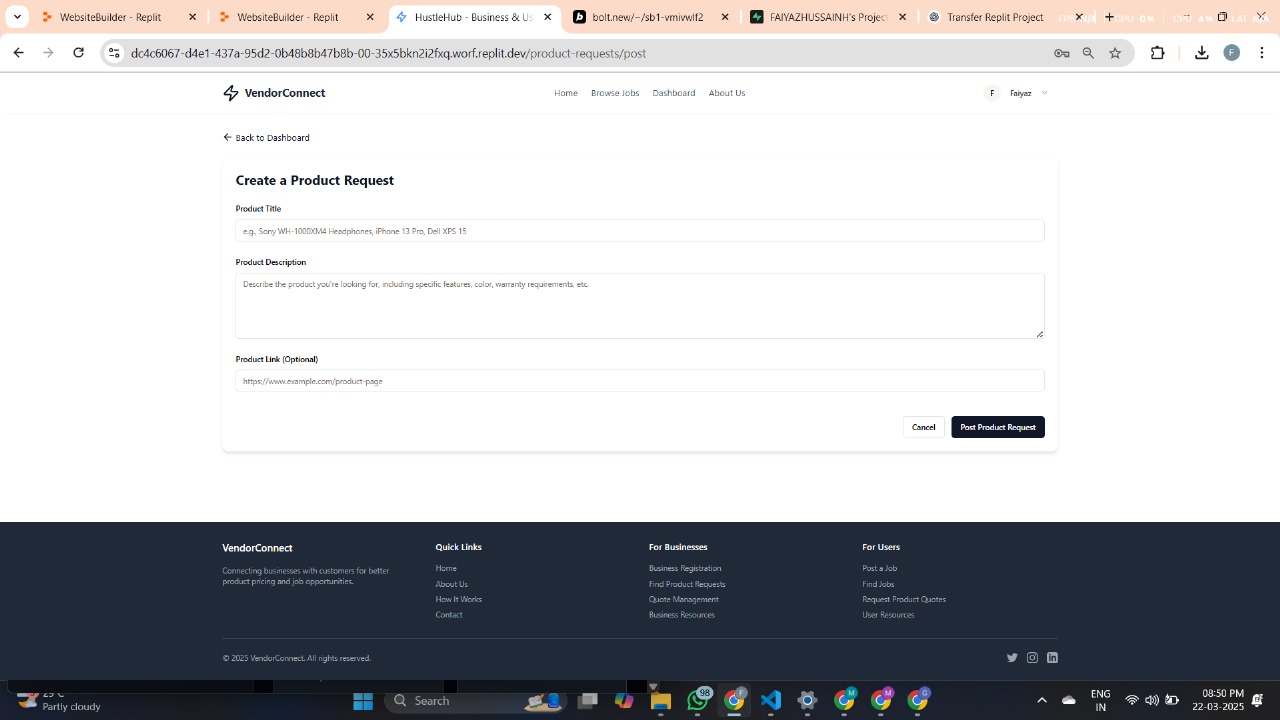 WebsiteBuilder - Replit
WebsiteBuilder - Replit
HustleHub - Business & Us
bolt.new/~/sb1-vmivwlf2
FAIYAZHUSSAINH's Project
Transfer Replit Project
GPU 0%
4%
LAT N/A
dc4c6067-d4e1-437a-95d2-0b48b8b47b8b-00-35x5bkn2i2fxq.worf.replit.dev/product-requests/post
F
VendorConnect
Home
Browse Jobs
Dashboard
About Us
F
Faiyaz
Back to Dashboard
Create a Product Request
Product Title
e.g., Sony WH-1000XM4 Headphones, iPhone 13 Pro, Dell XPS 15
Product Description
Describe the product you're looking for, including specific features, color, warranty requirements, etc.
Product Link (Optional)
https://www.example.com/product-page
Cancel
Post Product Request
VendorConnect
Connecting businesses with customers for better
product pricing and job opportunities.
Quick Links
Home
About Us
How It Works
Contact
For Businesses
Business Registration
Find Product Requests
Quote Management
Business Resources
For Users
Post a Job
Find Jobs
Request Product Quotes
User Resources
© 2025 VendorConnect. All rights reserved.
29°C
Partly cloudy
Search
98
F
M
M
G
ENG
IN
08:50 PM
22-03-2025